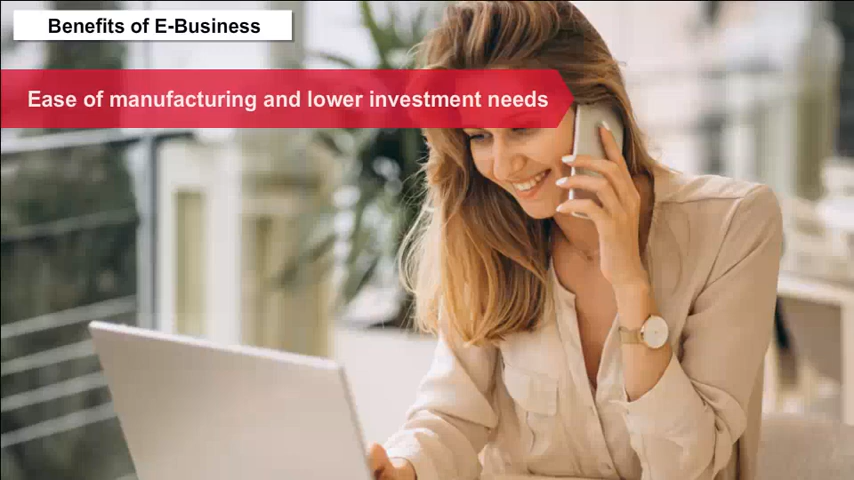 Benefits of E-Business
Ease of manufacturing and lower investment needs